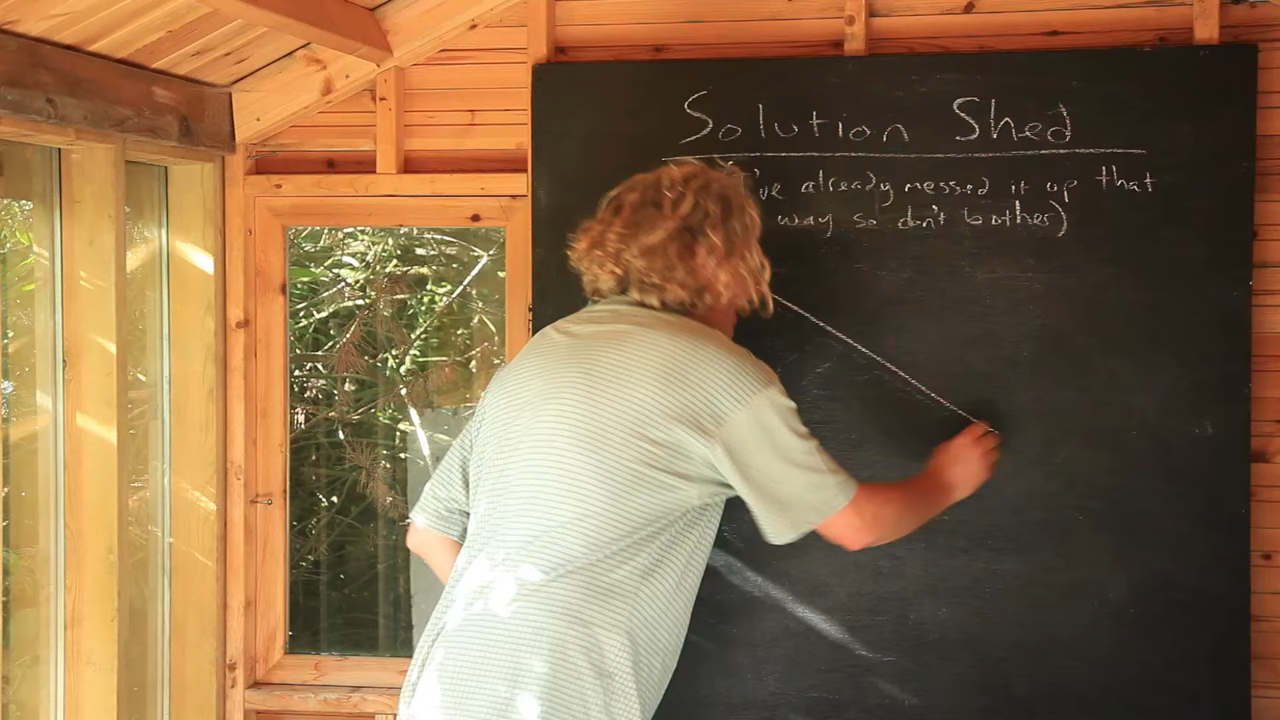 Solution Shed
I've already messed it up that
way so don't bother)